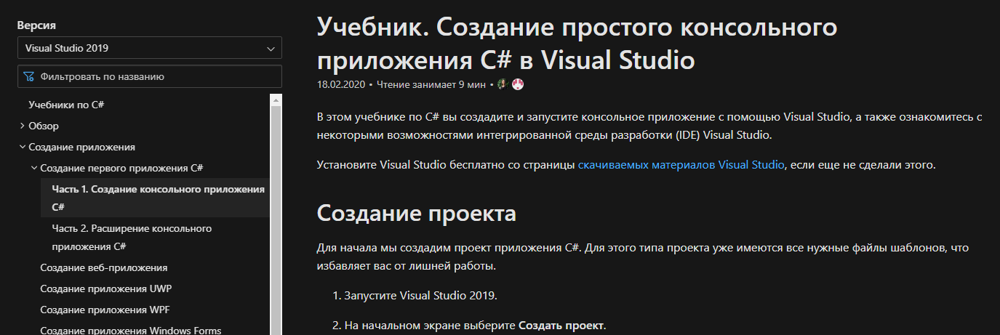 Версия
Visual Studio 2019
Фильтровать по названию
Учебники по C#
Обзор
Создание приложения
Создание первого приложения C#
Часть 1. Создание консольного приложения
C#
Часть 2. Расширение консольного
приложения C#
Создание веб-приложения
Создание приложения UWP
Создание приложения WPF
Создание приложения Windows Forms
Учебник. Создание простого консольного
приложения C# в Visual Studio
18.02.2020 • Чтение занимает 9 мин •
В этом учебнике по C# вы создадите и запустите консольное приложение с помощью Visual Studio, а также ознакомитесь с
некоторыми возможностями интегрированной среды разработки (IDE) Visual Studio.
Установите Visual Studio бесплатно со страницы скачиваемых материалов Visual Studio, если еще не сделали этого.
Создание проекта
Для начала мы создадим проект приложения C#. Для этого типа проекта уже имеются все нужные файлы шаблонов, что
избавляет вас от лишней работы.
1. Запустите Visual Studio 2019.
2. На начальном экране выберите Создать проект.